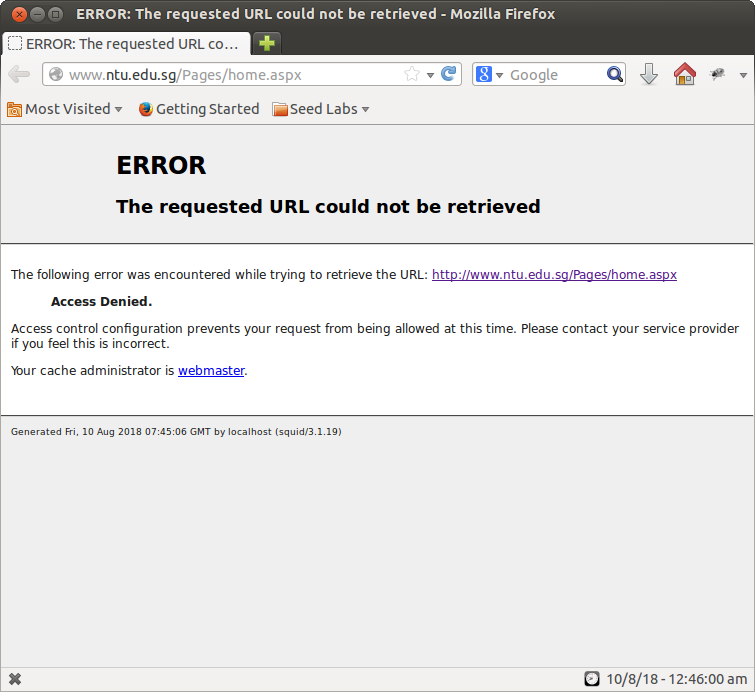 ERROR: The requested URL could not be retrieved - Mozilla Firefox
ERROR: The requested URL co...
www.ntu.edu.sg/Pages/home.aspx
8 Google
Most Visited Getting Started Seed Labs
ERROR
The requested URL could not be retrieved
The following error was encountered while trying to retrieve the URL: http://www.ntu.edu.sg/Pages/home.aspx
Access Denied.
Access control configuration prevents your request from being allowed at this time. Please contact your service provider
if you feel this is incorrect.
Your cache administrator is webmaster.
Generated Fri, 10 Aug 2018 07:45:06 GMT by localhost (squid/3.1.19)
10/8/18 - 12:46:00 am